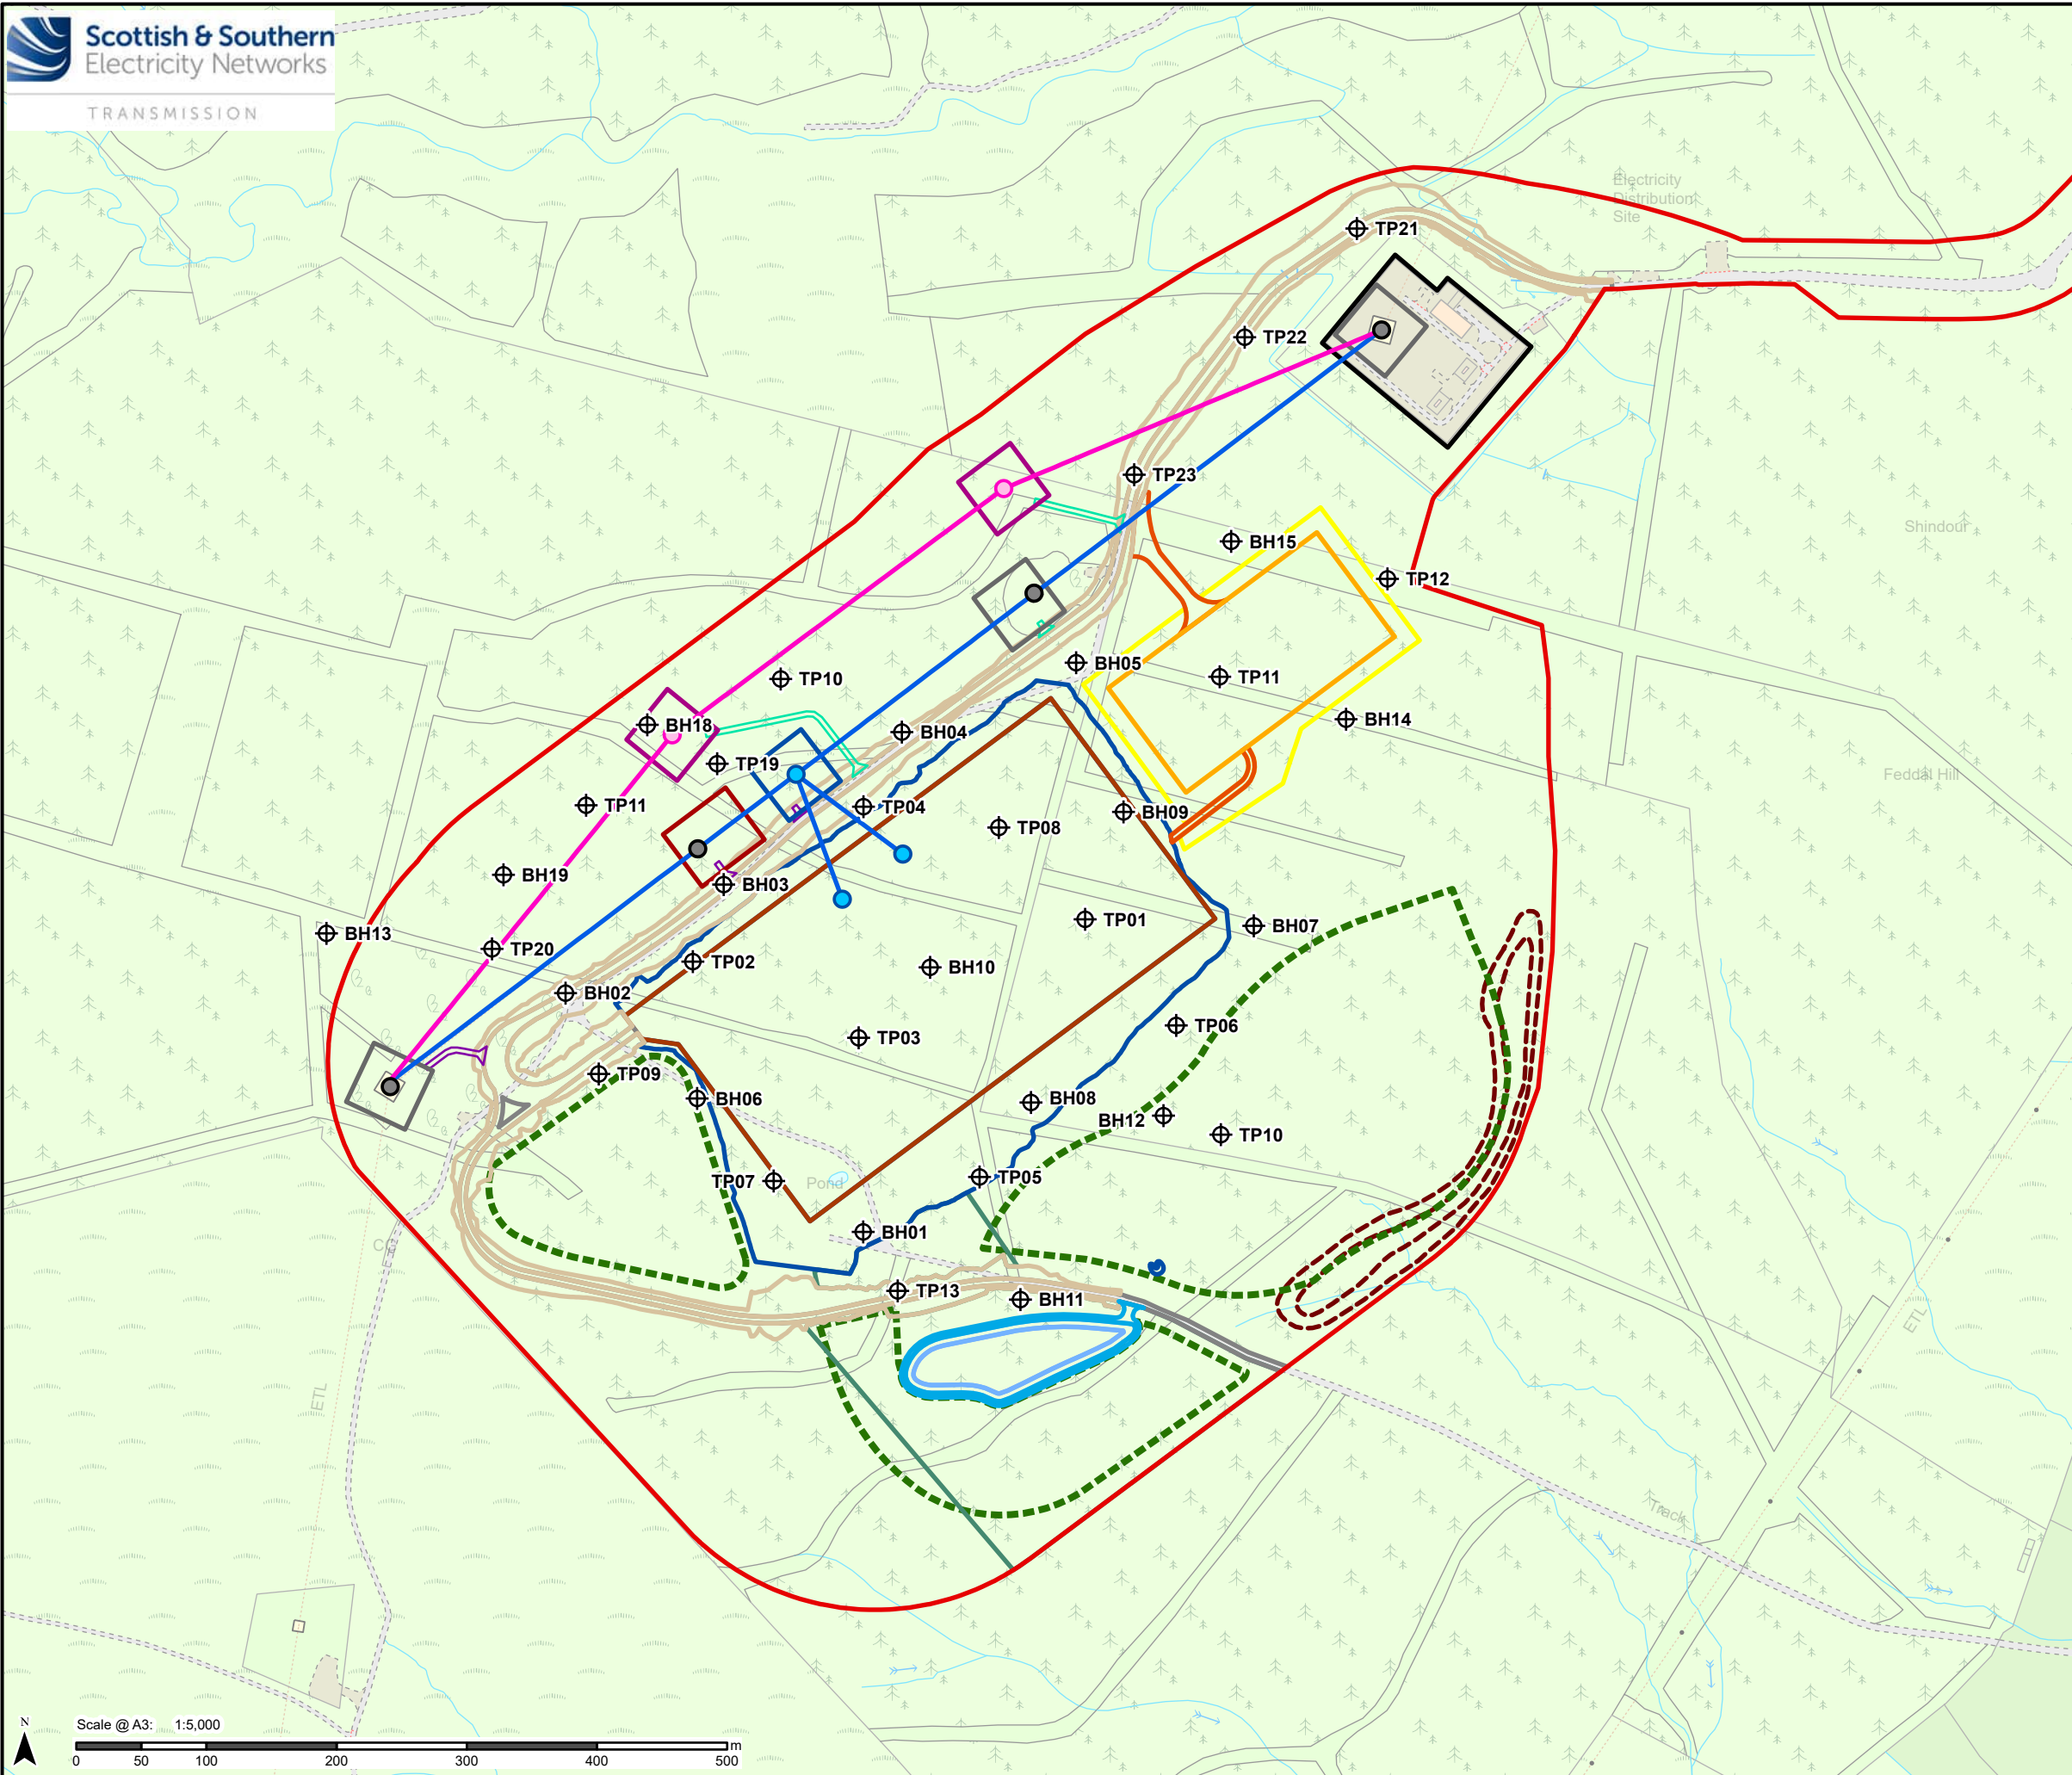 Scottish & Southern
Electricity Networks
TRANSMISSION
Electricity
Distribution
Site
TP21
TP22
TP23
BH15
Shindour
TP12
BH05
TP11
TP10
BH14
BH18
BH04
TP19
Feddal Hill
TP11
TP04
BH09
TP08
BH19
BH03
TP01
BH07
BH13
TP20
TP02
BH10
BH02
TP06
TP03
TP09
BH06
BH08
BH12
TP10
TP05
TP07
Pond
BH01
CG
TP13
BH11
ETL
ETL
Track
N
Scale @ A3: 1:5,000
m
0 50 100 200 300 400 500